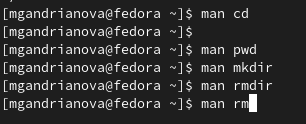 [mgandrianova@fedora ~]$ man cd
[mgandrianova@fedora ~]$
[mgandrianova@fedora ~]$ man pwd
[mgandrianova@fedora ~]$ man mkdir
[mgandrianova@fedora ~]$ man rmdir
[mgandrianova@fedora ~]$ man rm